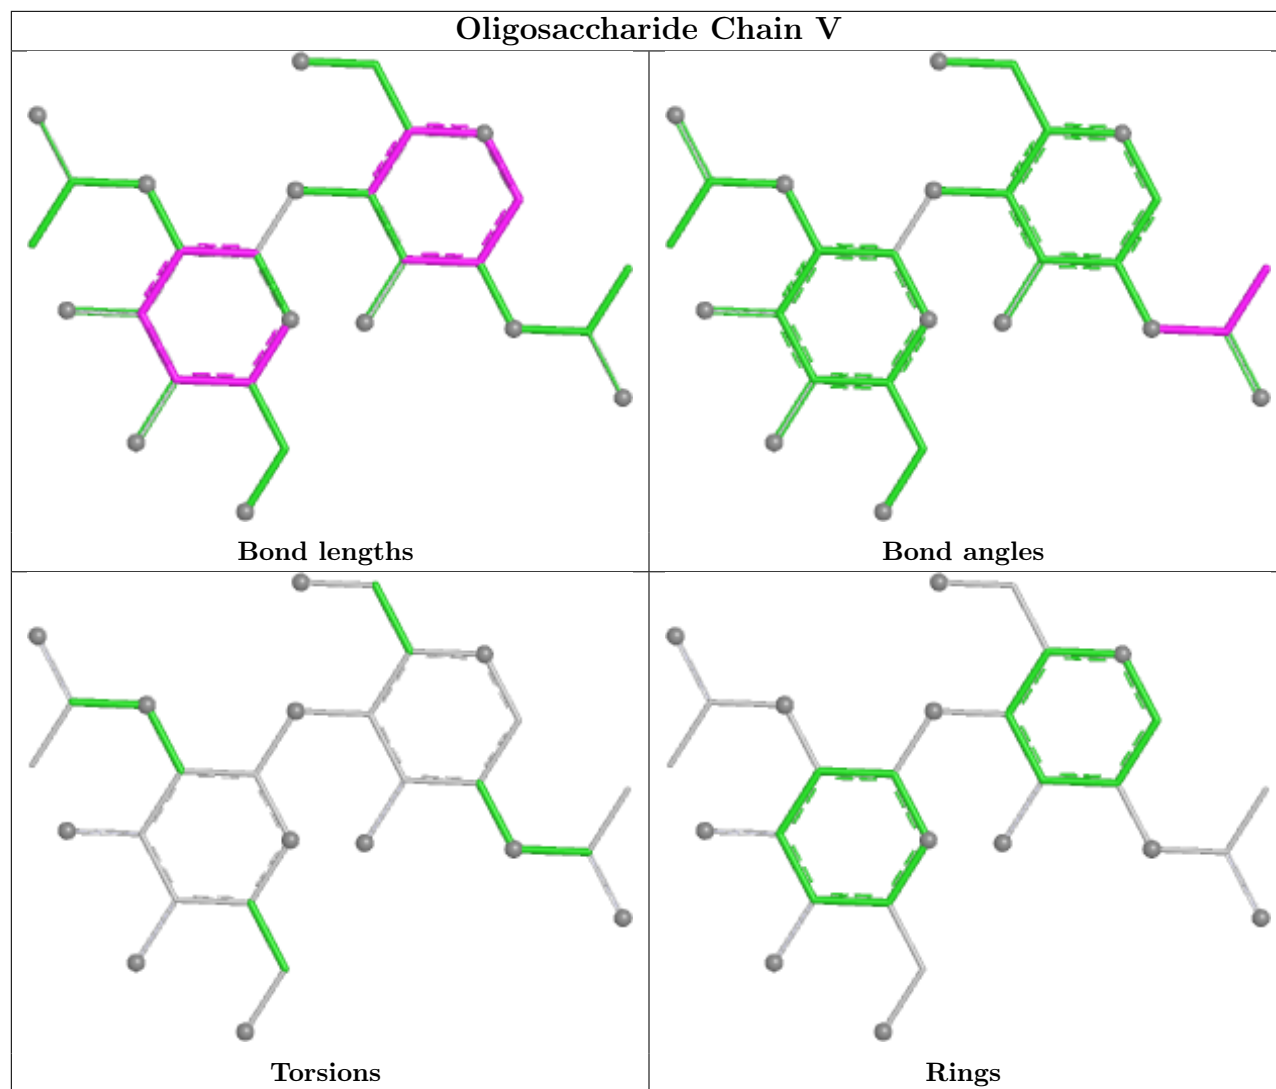 Oligosaccharide Chain V
Bond lengths
Bond angles
Torsions
Rings